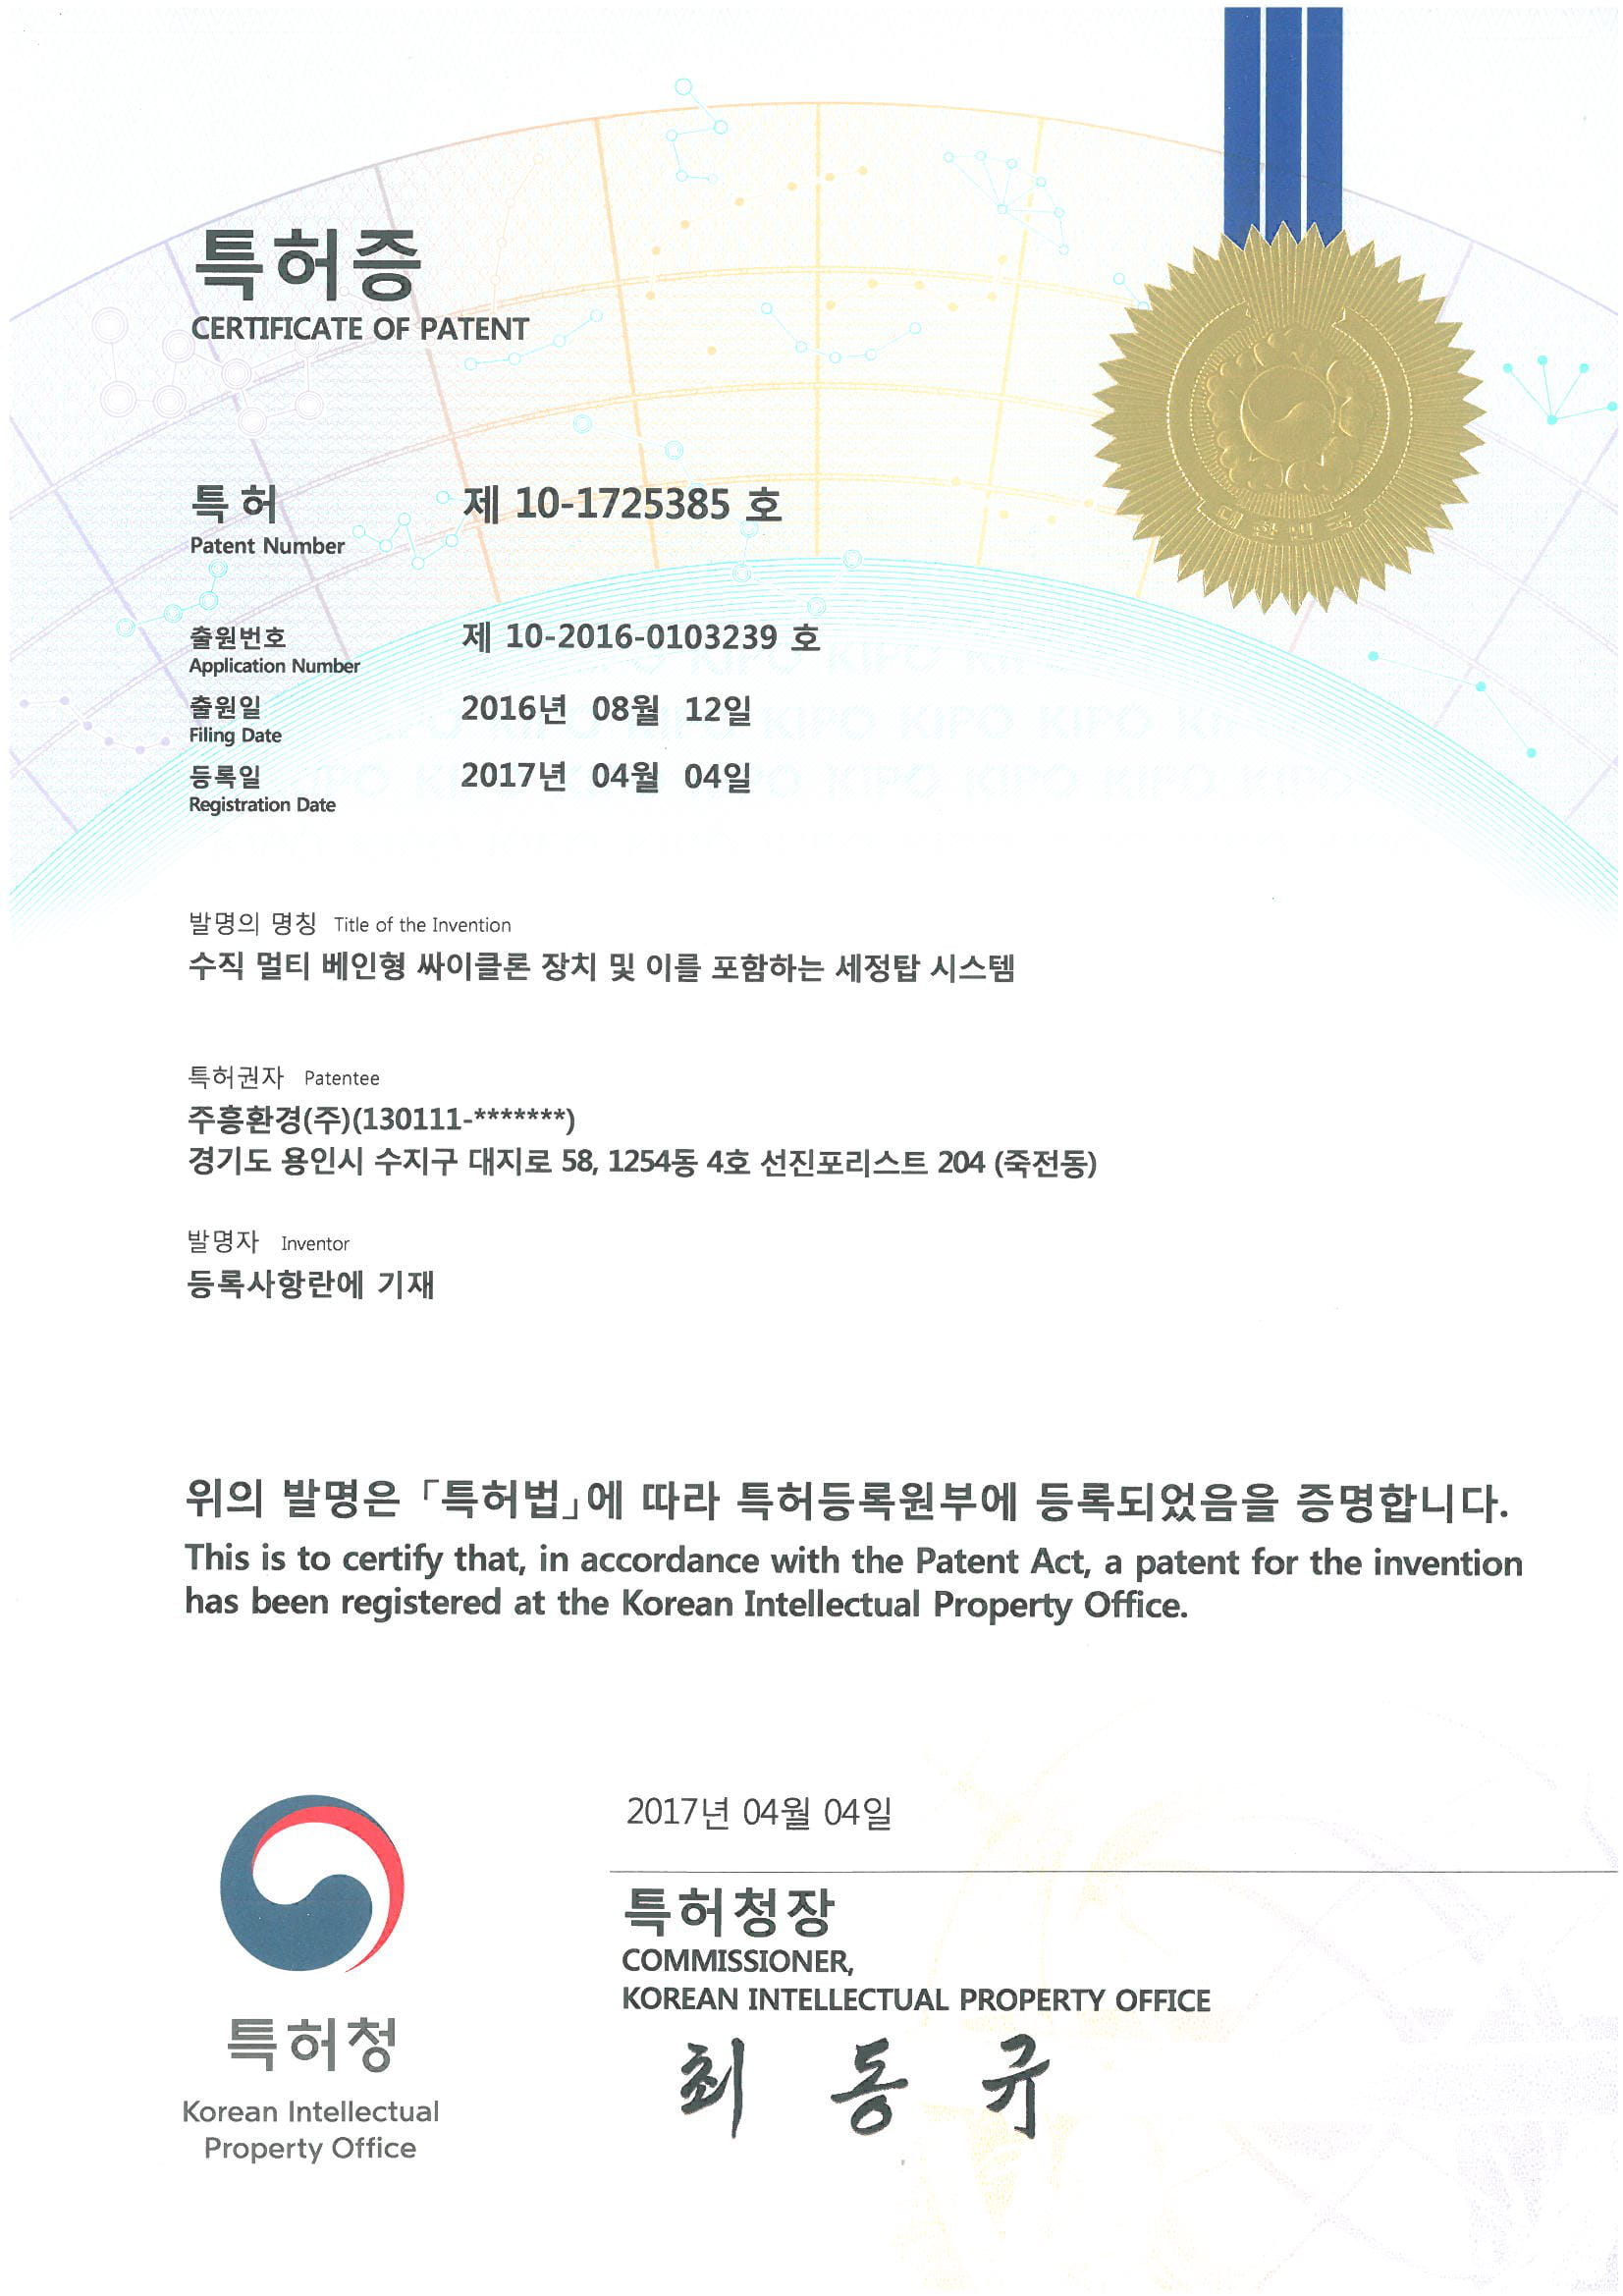 특허증
CERTIFICATE OF PATENT
특 허
Patent Number
제 10-1725385 호
출원번호
Application Number
제 10-2016-0103239 호
출원일
Filing Date
2016년 08월 12일
등록일
Registration Date
2017년 04월 04일
대한민국
발명의 명칭 Title of the Invention
수직 멀티 베인형 싸이클론 장치 및 이를 포함하는 세정탑 시스템
특허권자 Patentee
주흥환경(주)(130111-*******)
경기도 용인시 수지구 대지로 58, 1254동 4호 선진포리스트 204 (죽전동)
발명자 Inventor
등록사항란에 기재
위의 발명은 「특허법」에 따라 특허등록원부에 등록되었음을 증명합니다.
This is to certify that, in accordance with the Patent Act, a patent for the invention
has been registered at the Korean Intellectual Property Office.
2017년 04월 04일
특허청장
COMMISSIONER,
KOREAN INTELLECTUAL PROPERTY OFFICE
최 동 규
특허청
Korean Intellectual
Property Office